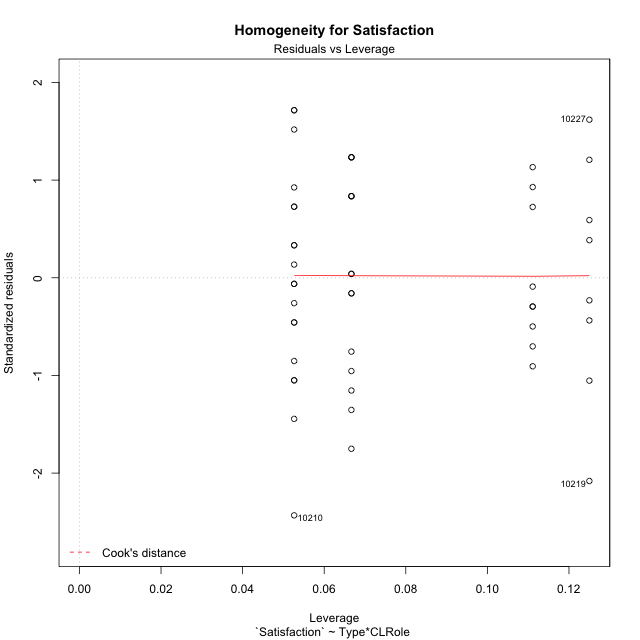 Homogeneity for Satisfaction
Residuals vs Leverage
2
1
0
-1
-2
Standardized residuals
10227
10219
10210
Cook's distance
0.00 0.02 0.04 0.06 0.08 0.10 0.12
Leverage
`Satisfaction` ~ Type*CLRole